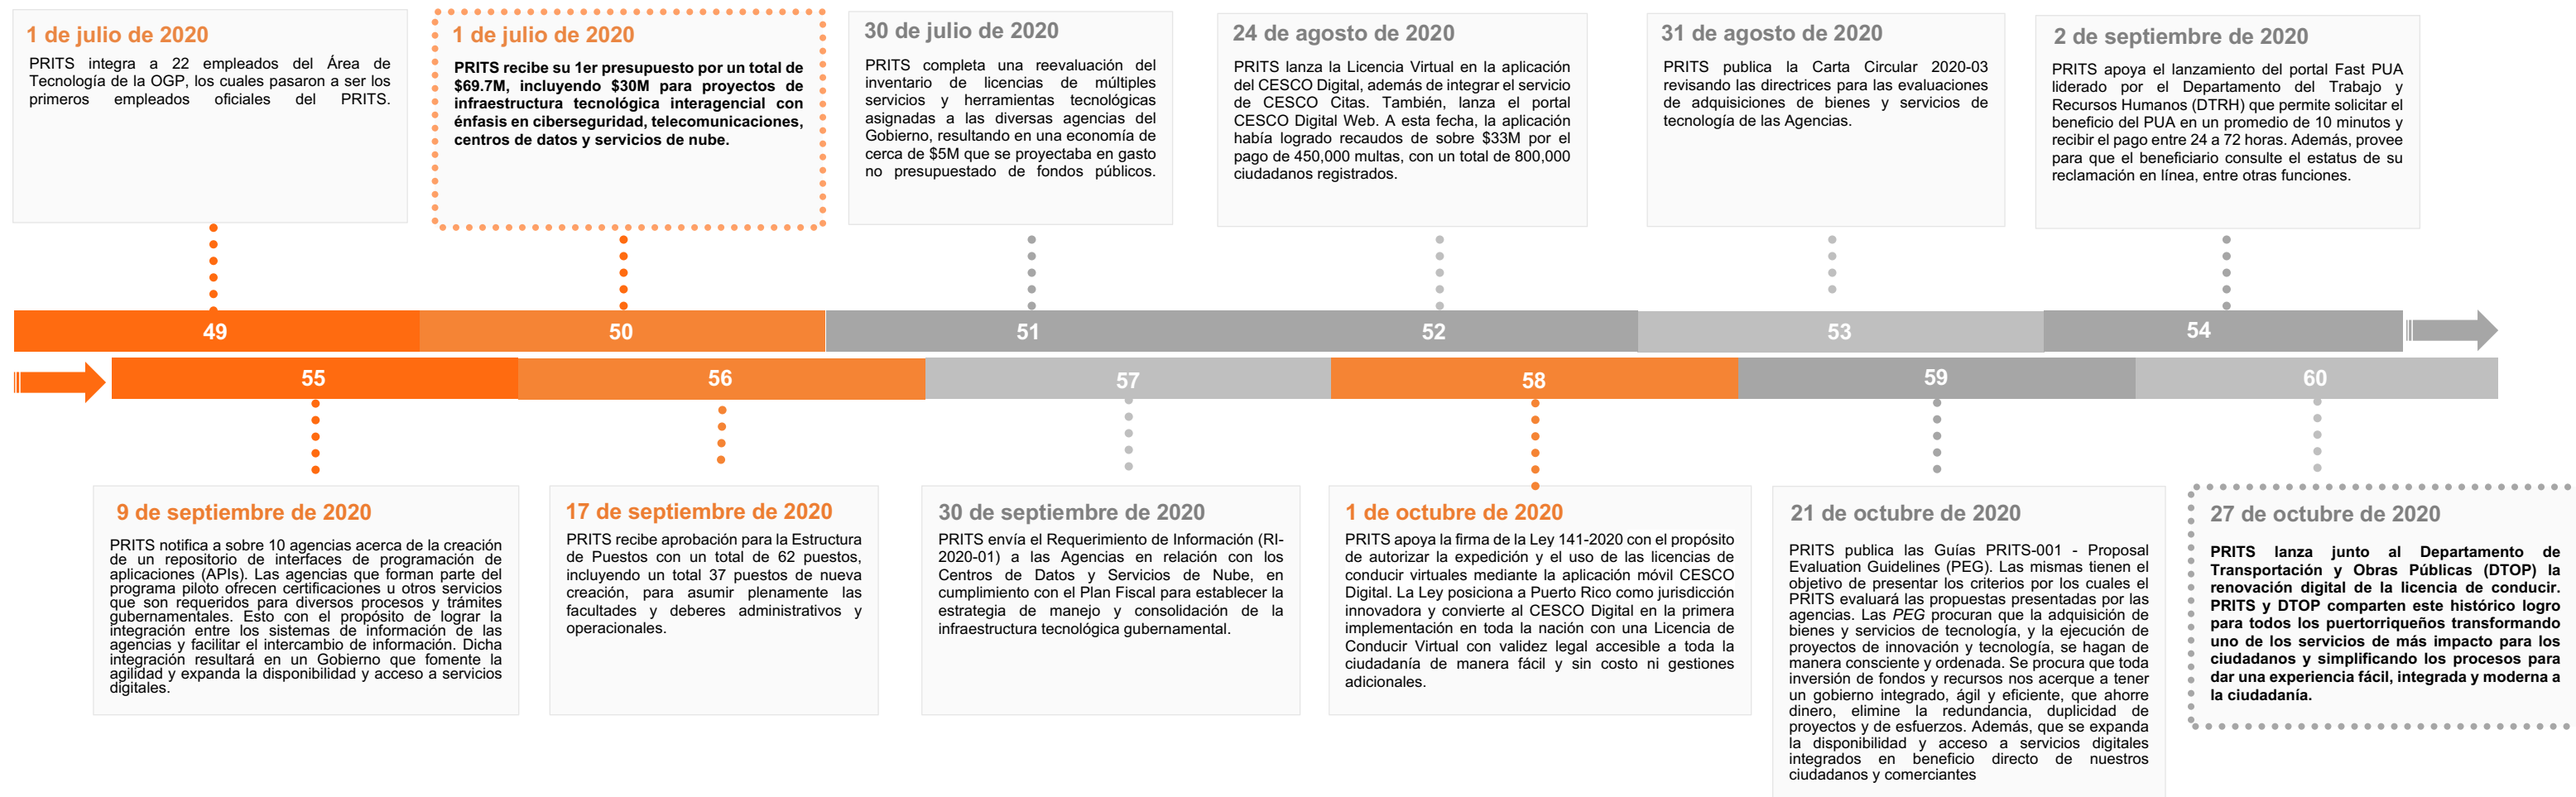 1 de julio de 2020
PRITS integra a 22 empleados del Área de
Tecnología de la OGP, los cuales pasaron a ser los
primeros empleados oficiales del PRITS.
1 de julio de 2020
PRITS recibe su 1er presupuesto por un total de
$69.7M, incluyendo $30M para proyectos de
infraestructura tecnológica interagencial con
énfasis en ciberseguridad, telecomunicaciones,
centros de datos y servicios de nube.
30 de julio de 2020
PRITS completa una reevaluación del
inventario de licencias de múltiples
servicios y herramientas tecnológicas
asignadas a las diversas agencias del
Gobierno, resultando en una economía de
cerca de $5M que se proyectaba en gasto
no presupuestado de fondos públicos.
24 de agosto de 2020
PRITS lanza la Licencia Virtual en la aplicación
del CESCO Digital, además de integrar el servicio
de CESCO Citas. También, lanza el portal
CESCO Digital Web. A esta fecha, la aplicación
había logrado recaudos de sobre $33M por el
pago de 450,000 multas, con un total de 800,000
ciudadanos registrados.
31 de agosto de 2020
PRITS publica la Carta Circular 2020-03
revisando las directrices para las evaluaciones
de adquisiciones de bienes y servicios de
tecnología de las Agencias.
2 de septiembre de 2020
PRITS apoya el lanzamiento del portal Fast PUA
liderado por el Departamento del Trabajo y
Recursos Humanos (DTRH) que permite solicitar el
beneficio del PUA en un promedio de 10 minutos y
recibir el pago entre 24 a 72 horas. Además, provee
para que el beneficiario consulte el estatus de su
reclamación en línea, entre otras funciones.
49
50
51
52
53
54
55
56
57
58
59
60
9 de septiembre de 2020
PRITS notifica a sobre 10 agencias acerca de la creación
de un repositorio de interfaces de programación de
aplicaciones (APIs). Las agencias que forman parte del
programa piloto ofrecen certificaciones u otros servicios
que son requeridos para diversos procesos y trámites
gubernamentales. Esto con el propósito de lograr la
integración entre los sistemas de información de las
agencias y facilitar el intercambio de información. Dicha
integración resultará en un Gobierno que fomente la
agilidad y expanda la disponibilidad y acceso a servicios
digitales.
17 de septiembre de 2020
PRITS recibe aprobación para la Estructura
de Puestos con un total de 62 puestos,
incluyendo un total 37 puestos de nueva
creación, para asumir plenamente las
facultades y deberes administrativos y
operacionales.
30 de septiembre de 2020
PRITS envía el Requerimiento de Información (RI-
2020-01) a las Agencias en relación con los
Centros de Datos y Servicios de Nube, en
cumplimiento con el Plan Fiscal para establecer la
estrategia de manejo y consolidación de la
infraestructura tecnológica gubernamental.
1 de octubre de 2020
PRITS apoya la firma de la Ley 141-2020 con el propósito
de autorizar la expedición y el uso de las licencias de
conducir virtuales mediante la aplicación móvil CESCO
Digital. La Ley posiciona a Puerto Rico como jurisdicción
innovadora y convierte al CESCO Digital en la primera
implementación en toda la nación con una Licencia de
Conducir Virtual con validez legal accesible a toda la
ciudadanía de manera fácil y sin costo ni gestiones
adicionales.
21 de octubre de 2020
PRITS publica las Guías PRITS-001 - Proposal
Evaluation Guidelines (PEG). Las mismas tienen el
objetivo de presentar los criterios por los cuales el
PRITS evaluará las propuestas presentadas por las
agencias. Las PEG procuran que la adquisición de
bienes y servicios de tecnología, y la ejecución de
proyectos de innovación y tecnología, se hagan de
manera consciente y ordenada. Se procura que toda
inversión de fondos y recursos nos acerque a tener
un gobierno integrado, ágil y eficiente, que ahorre
dinero, elimine la redundancia, duplicidad de
proyectos y de esfuerzos. Además, que se expanda
la disponibilidad y acceso a servicios digitales
integrados en beneficio directo de nuestros
ciudadanos y comerciantes
27 de octubre de 2020
PRITS lanza junto al Departamento de
Transportación y Obras Públicas (DTOP) la
renovación digital de la licencia de conducir.
PRITS y DTOP comparten este histórico logro
para todos los puertorriqueños transformando
uno de los servicios de más impacto para los
ciudadanos y simplificando los procesos para
dar una experiencia fácil, integrada y moderna a
la ciudadanía.